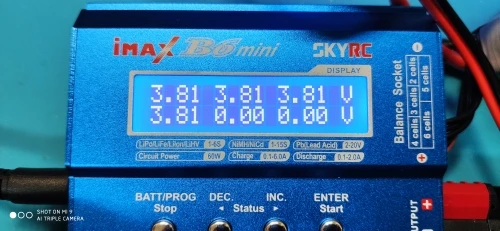 iMAX B6 mini SKYRC
DISPLAY
3.81 3.81 3.81 V
3.81 0.00 0.00 V
LiPo/LiFe/LiIon/LiHV 1-6S NiMH/NiCd 1-15S Pb(Lead Acid) 2-20V
Circuit Power 60W Charge 0.1-6.0A Discharge 0.1-2.0A
BATT/PROG DEC. INC. ENTER
Stop ◄ Status ► Start
Balance Socket
4 cells 3 cells 2 cells
6 cells 5 cells
OUTPUT
SHOT ON MI 9
AI TRIPLE CAMERA